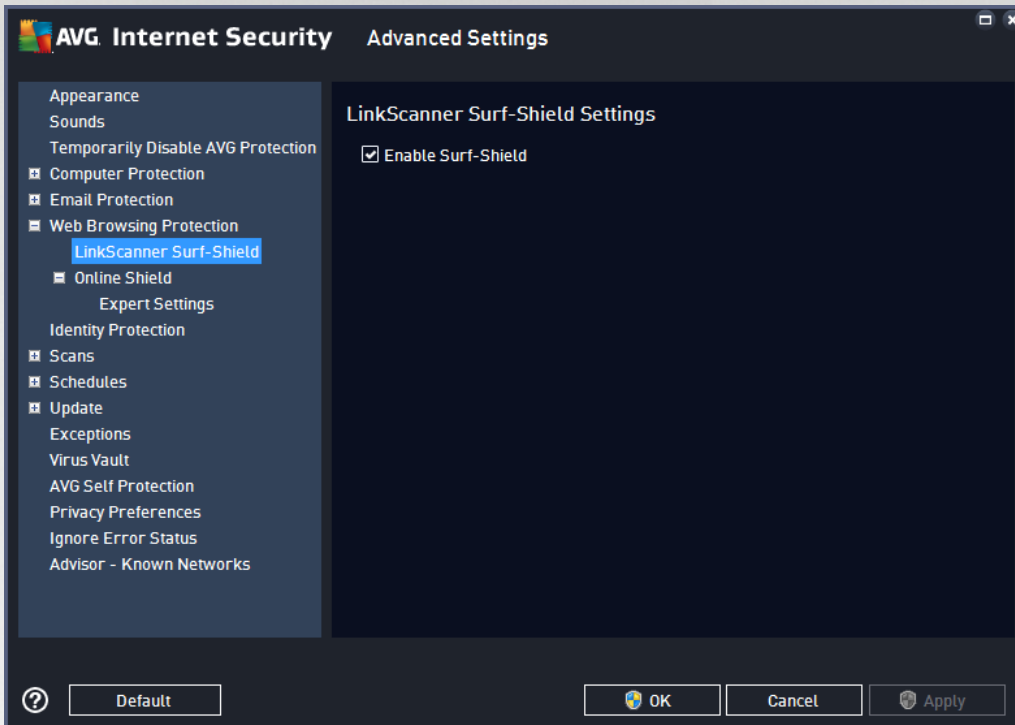 AVG. Internet Security Advanced Settings
Appearance
Sounds
Temporarily Disable AVG Protection
Computer Protection
Email Protection
Web Browsing Protection
LinkScanner Surf-Shield
Online Shield
Expert Settings
Identity Protection
Scans
Schedules
Update
Exceptions
Virus Vault
AVG Self Protection
Privacy Preferences
Ignore Error Status
Advisor - Known Networks
LinkScanner Surf-Shield Settings
Enable Surf-Shield
? Default OK Cancel Apply